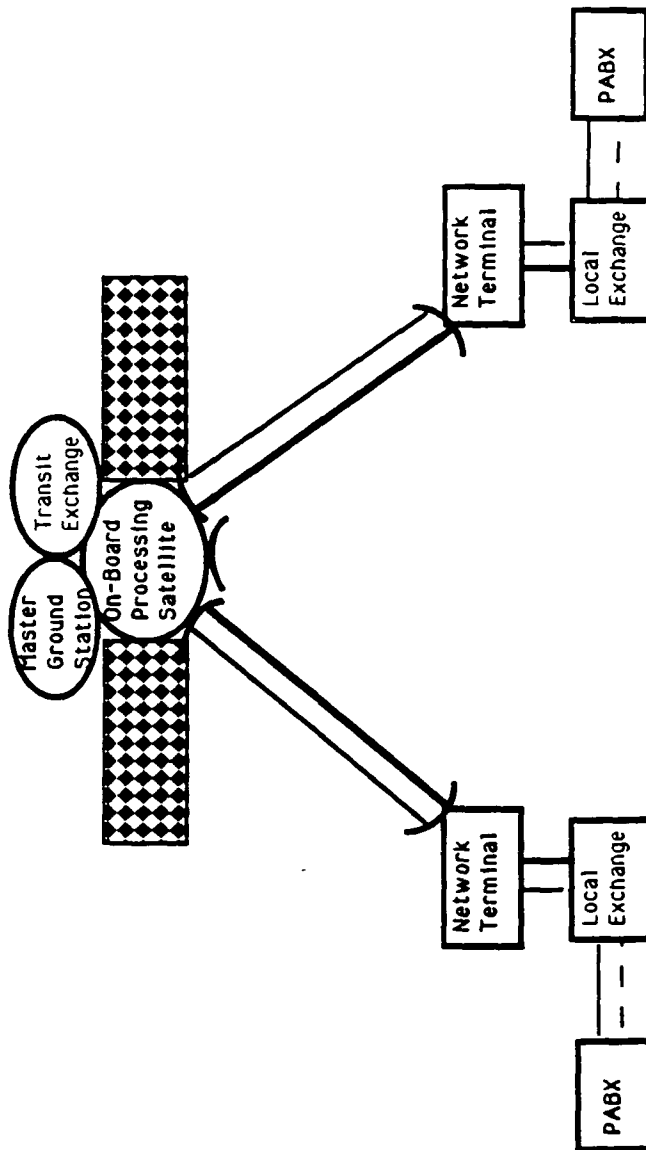 Master
Ground
Station
Transit
Exchange
On-Board
Processing
Satellite
Network
Terminal
Network
Terminal
PABX
Local
Exchange
Local
Exchange
PABX